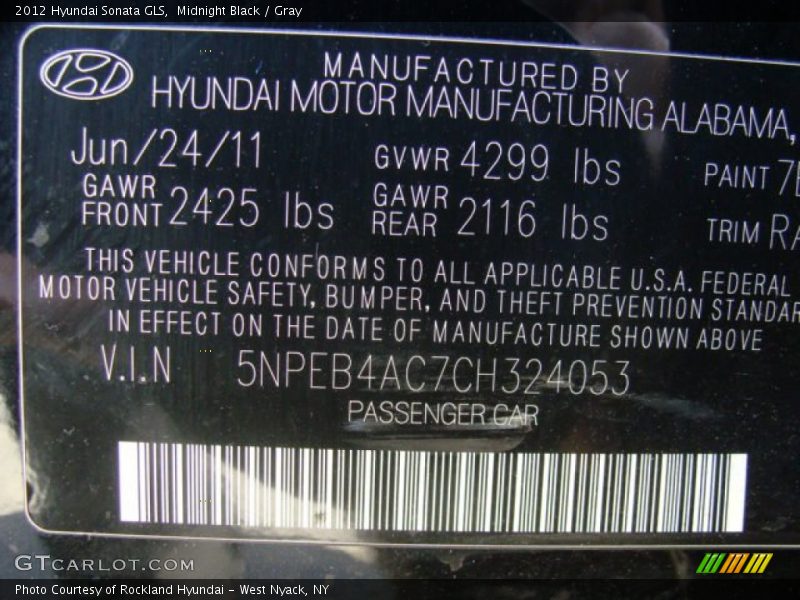 2012 Hyundai Sonata GLS,  Midnight Black / Gray
MANUFACTURED BY
HYUNDAI MOTOR MANUFACTURING ALABAMA,
Jun/24/11 GVWR 4299 lbs PAINT
GAWR FRONT 2425 lbs GAWR REAR 2116 lbs TRIM
THIS VEHICLE CONFORMS TO ALL APPLICABLE U.S.A. FEDERAL
MOTOR VEHICLE SAFETY, BUMPER, AND THEFT PREVENTION STANDAR
IN EFFECT ON THE DATE OF MANUFACTURE SHOWN ABOVE
V.I.N 5NPEB4AC7CH324053
PASSENGER CAR
GTCARLOT.COM
Photo Courtesy of Rockland Hyundai - West Nyack, NY